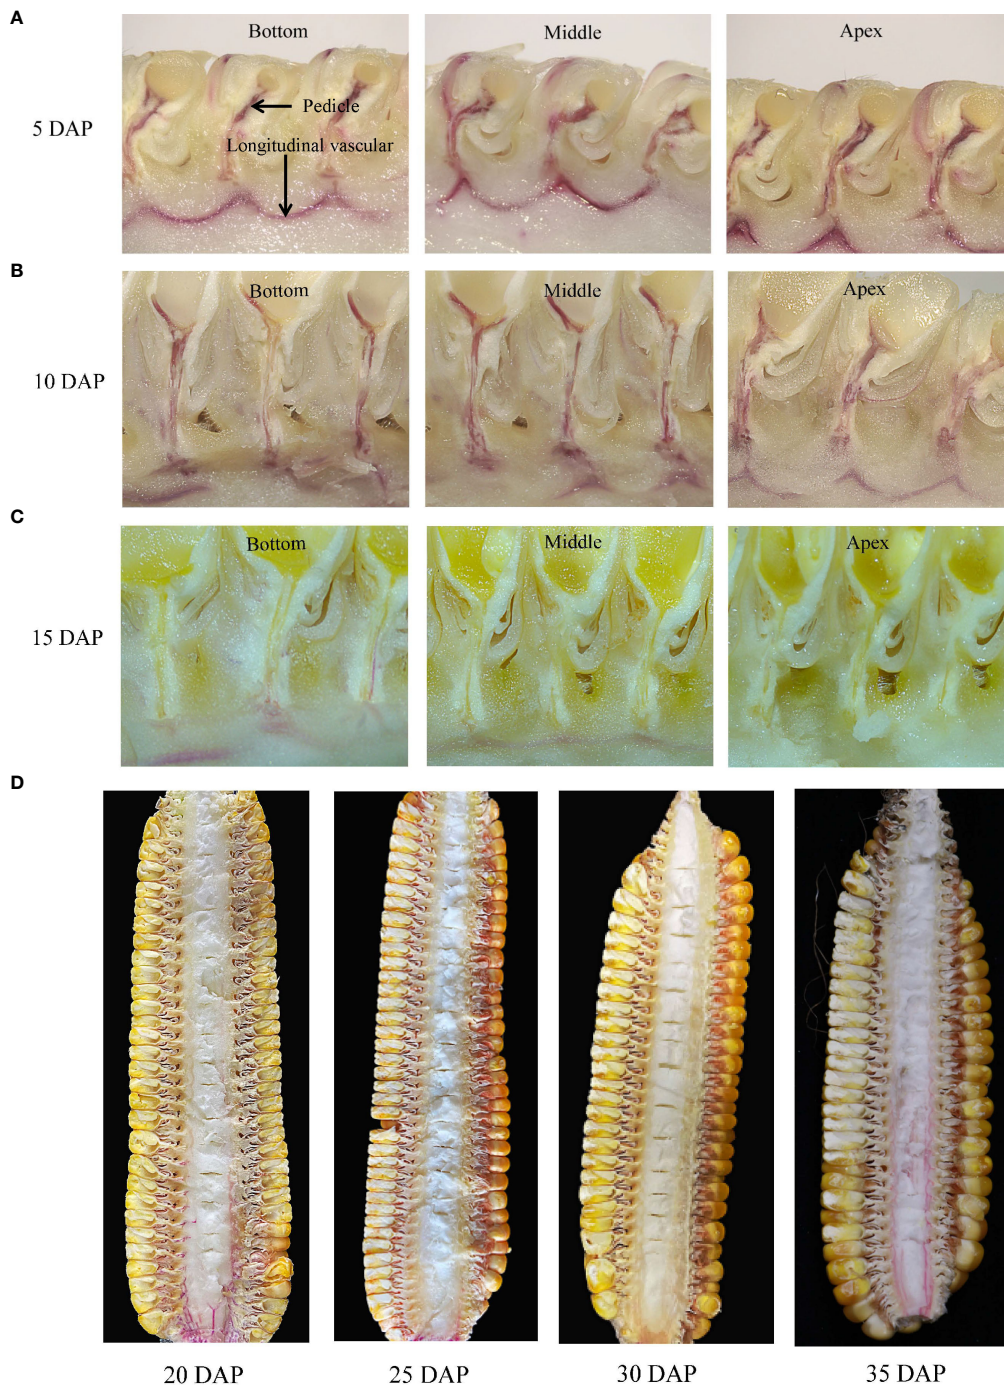 A
Bottom
Middle
Apex
5 DAP
Pedicle
Longitudinal vascular
B
Bottom
Middle
Apex
10 DAP
C
Bottom
Middle
Apex
15 DAP
D
20 DAP
25 DAP
30 DAP
35 DAP